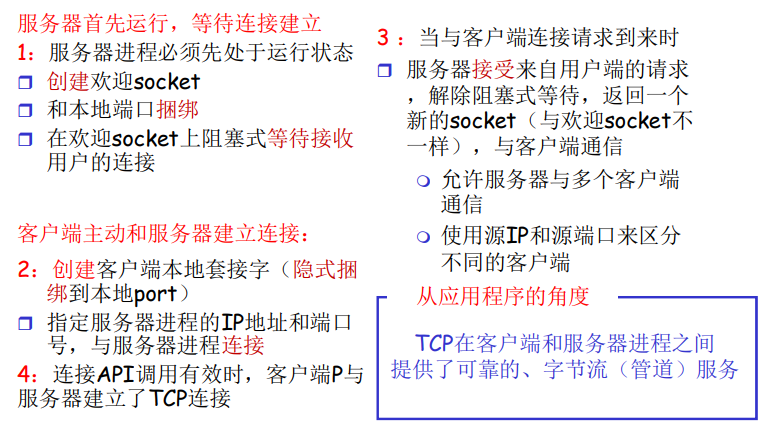 服务器首先运行，等待连接建立
1：服务器进程必须先处于运行状态
创建欢迎socket
和本地端口捆绑
在欢迎socket上阻塞式等待接收
用户的连接
客户端主动和服务器建立连接：
2：创建客户端本地套接字（隐式捆
绑到本地port）
指定服务器进程的IP地址和端口
号，与服务器进程连接
4：连接API调用有效时，客户端P与
服务器建立了TCP连接
3 ：当与客户端连接请求到来时
服务器接受来自用户端的请求
，解除阻塞式等待，返回一个
新的socket（与欢迎socket不
一样），与客户端通信
允许服务器与多个客户端
通信
使用源IP和源端口来区分
不同的客户端
从应用程序的角度
TCP在客户端和服务器进程之间
提供了可靠的、字节流（管道）服务